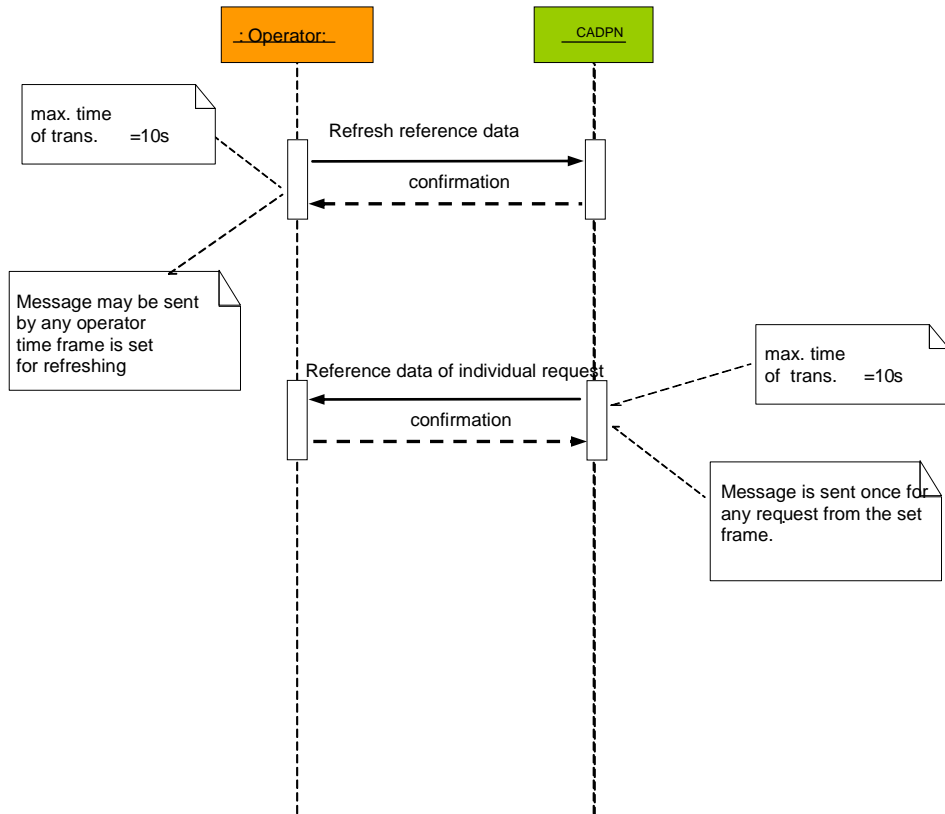 : Operator:
CADPN
max. time
of trans. =10s
Refresh reference data
confirmation
Message may be sent
by any operator
time frame is set
for refreshing
max. time
of trans. =10s
Reference data of individual request
confirmation
Message is sent once for
any request from the set
frame.